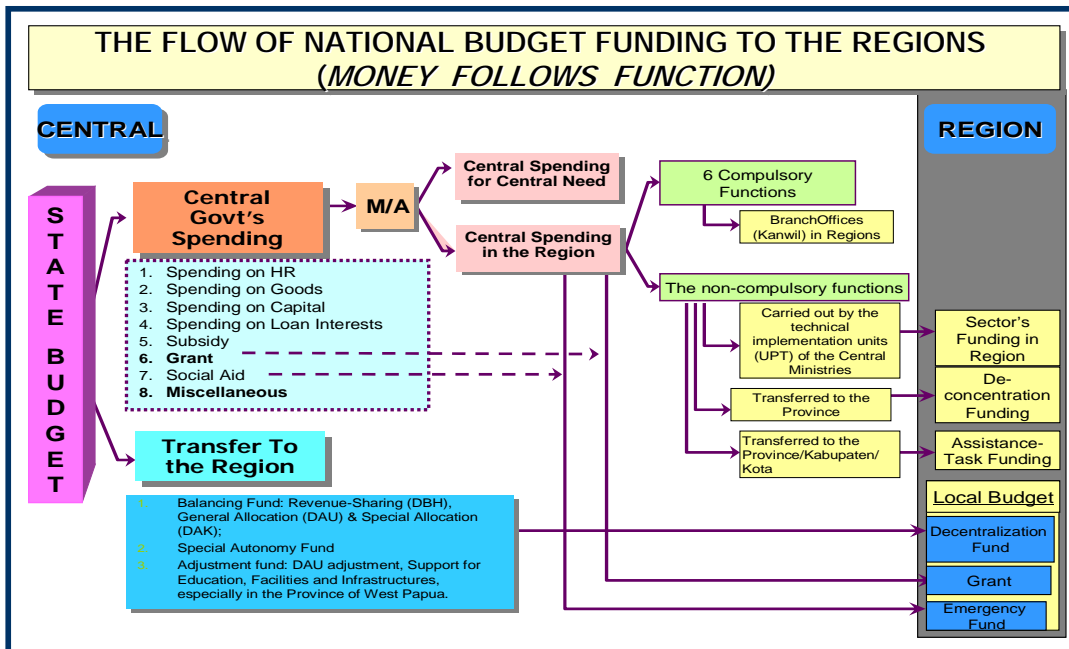 THE FLOW OF NATIONAL BUDGET FUNDING TO THE REGIONS
(MONEY FOLLOWS FUNCTION)
CENTRAL
REGION
STATE BUDGET
Central
Govt's
Spending
M/A
Central Spending
for Central Need
Central Spending
in the Region
6 Compulsory
Functions
BranchOffices
(Kanwil) in Regions
The non-compulsory functions
Carried out by the
technical
implementation units
(UPT) of the Central
Ministries
Transferred to the
Province
Transferred to the
Province/Kabupaten/
Kota
Sector's
Funding in
Region
De-
concentration
Funding
Assistance-
Task Funding
1. Spending on HR
2. Spending on Goods
3. Spending on Capital
4. Spending on Loan Interests
5. Subsidy
6. Grant
7. Social Aid
8. Miscellaneous
Transfer To
the Region
Balancing Fund: Revenue-Sharing (DBH),
General Allocation (DAU) & Special Allocation
(DAK);
Special Autonomy Fund
Adjustment fund: DAU adjustment, Support for
Education, Facilities and Infrastructures,
especially in the Province of West Papua.
Local Budget
Decentralization
Fund
Grant
Emergency
Fund